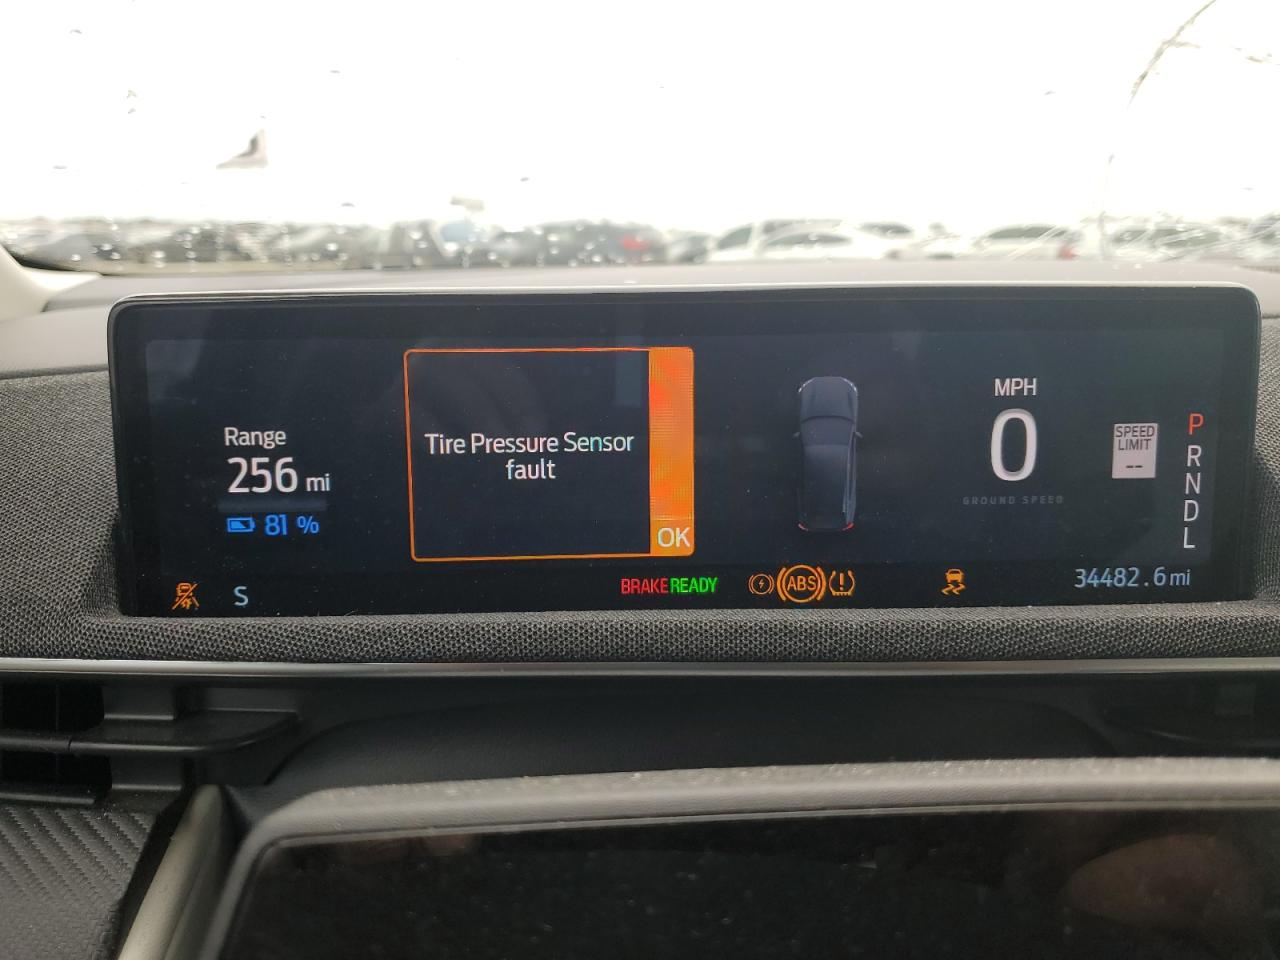 Range
256 mi
81 %
Tire Pressure Sensor
fault
OK
MPH
0
GROUND SPEED
SPEED
LIMIT
--
P
R
N
D
L
S
BRAKE READY
ABS
34482.6 mi